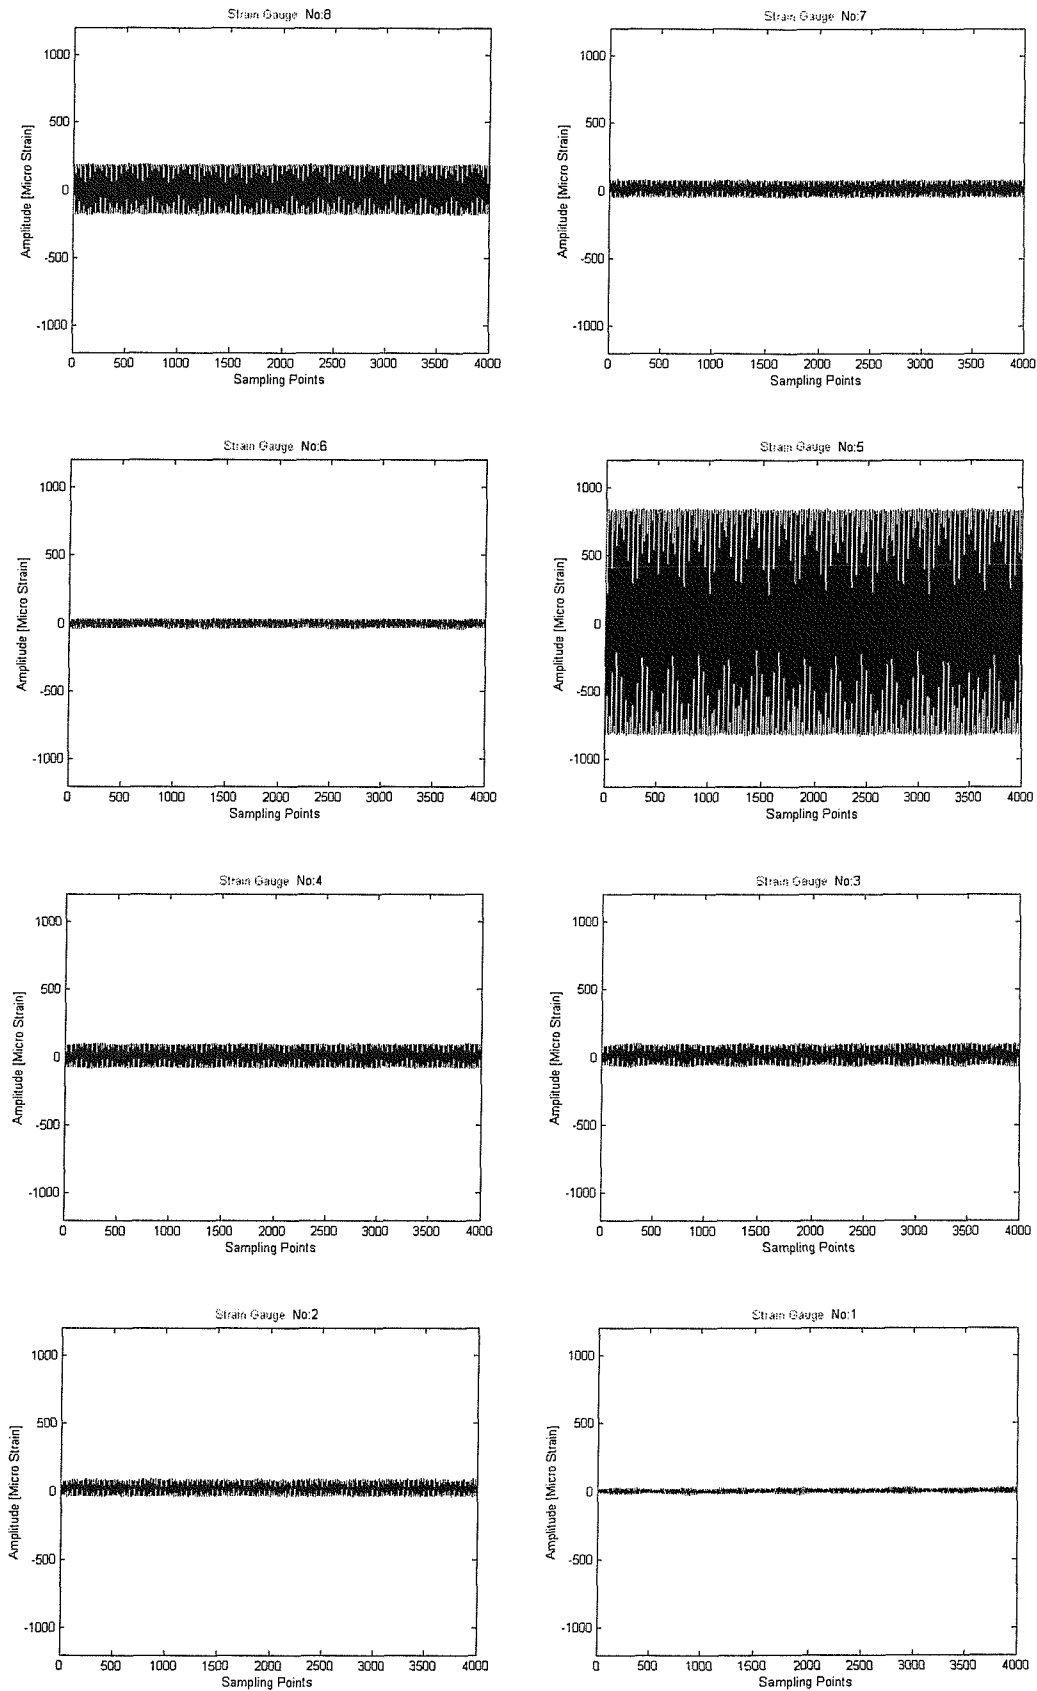 Strain Gauge No:8
Amplitude [Micro Strain]
1000
500
0
-500
-1000
0 500 1000 1500 2000 2500 3000 3500 4000
Sampling Points
Strain Gauge No:7
Amplitude [Micro Strain]
1000
500
0
-500
-1000
0 500 1000 1500 2000 2500 3000 3500 4000
Sampling Points
Strain Gauge No:6
Amplitude [Micro Strain]
1000
500
0
-500
-1000
0 500 1000 1500 2000 2500 3000 3500 4000
Sampling Points
Strain Gauge No:5
Amplitude [Micro Strain]
1000
500
0
-500
-1000
0 500 1000 1500 2000 2500 3000 3500 4000
Sampling Points
Strain Gauge No:4
Amplitude [Micro Strain]
1000
500
0
-500
-1000
0 500 1000 1500 2000 2500 3000 3500 4000
Sampling Points
Strain Gauge No:3
Amplitude [Micro Strain]
1000
500
0
-500
-1000
0 500 1000 1500 2000 2500 3000 3500 4000
Sampling Points
Strain Gauge No:2
Amplitude [Micro Strain]
1000
500
0
-500
-1000
0 500 1000 1500 2000 2500 3000 3500 4000
Sampling Points
Strain Gauge No:1
Amplitude [Micro Strain]
1000
500
0
-500
-1000
0 500 1000 1500 2000 2500 3000 3500 4000
Sampling Points